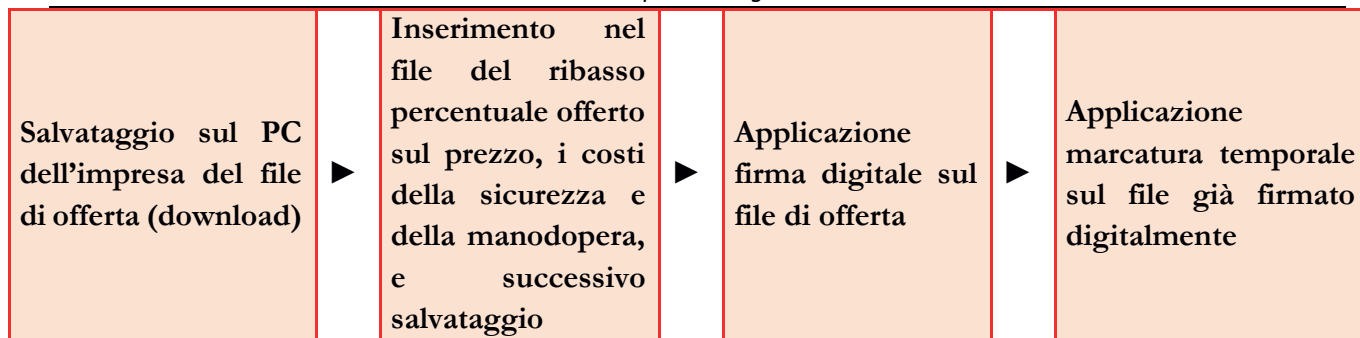 Salvataggio sul PC
dell’impresa del file
di offerta (download)
►
Inserimento nel
file del ribasso
percentuale offerto
sul prezzo, i costi
della sicurezza e
della manodopera,
e successivo
salvataggio
►
Applicazione
firma digitale sul
file di offerta
►
Applicazione
marcatura temporale
sul file già firmato
digitalmente